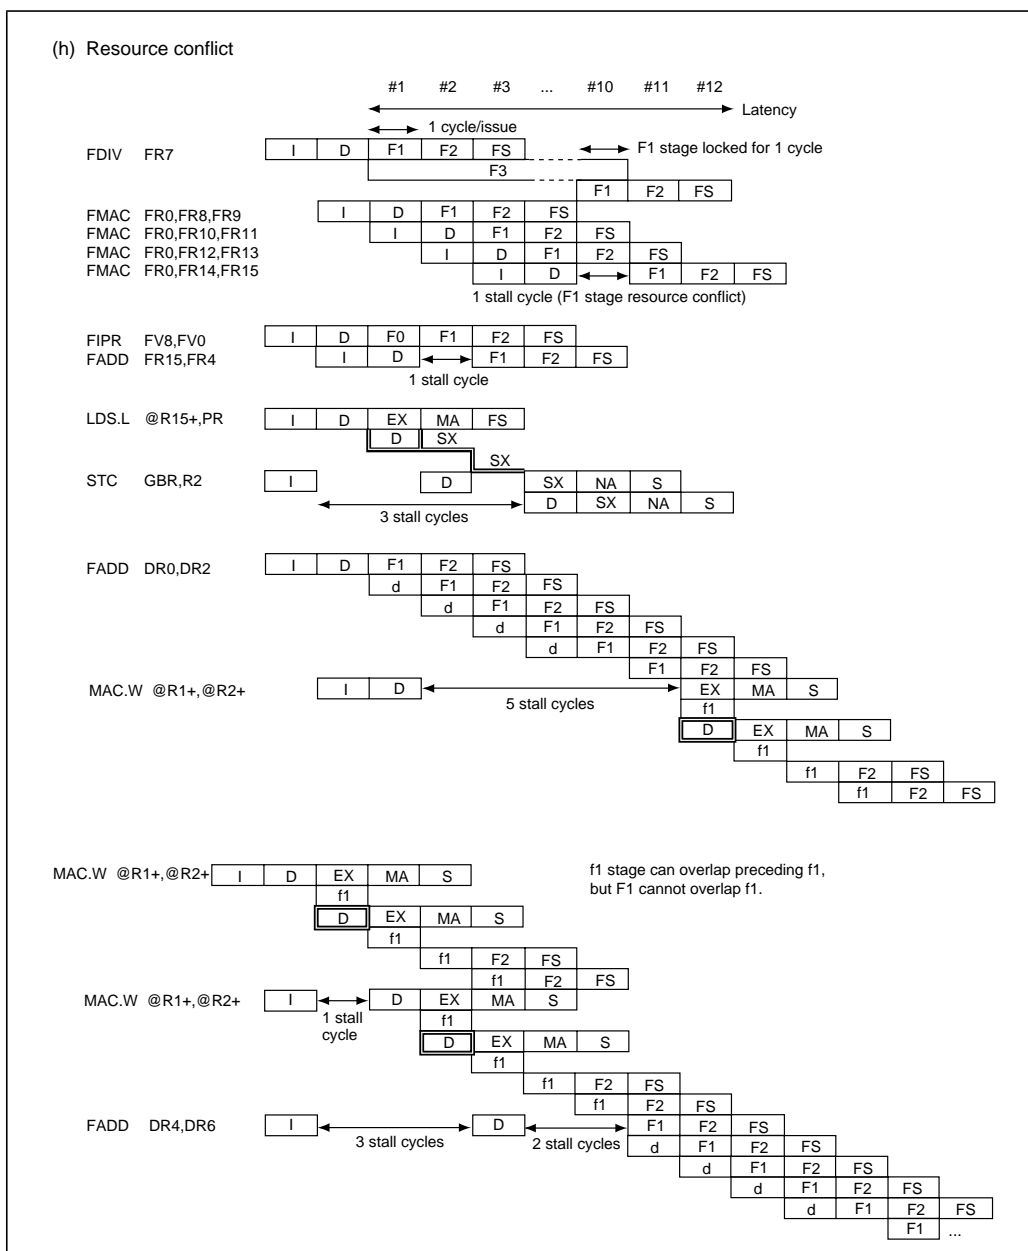 (h) Resource conflict
#1 #2 #3 ... #10 #11 #12
Latency
1 cycle/issue
FDIV FR7 I D F1 F2 FS F1 stage locked for 1 cycle
F3
F1 F2 FS
FMAC FR0,FR8,FR9 I D F1 F2 FS
FMAC FR0,FR10,FR11 I D F1 F2 FS
FMAC FR0,FR12,FR13 I D F1 F2 FS
FMAC FR0,FR14,FR15 I D F1 F2 FS
1 stall cycle (F1 stage resource conflict)
FIPR FV8,FV0 I D F0 F1 F2 FS
FADD FR15,FR4 I D F1 F2 FS
1 stall cycle
LDS.L @R15+,PR I D EX MA FS
D SX
SX
STC GBR,R2 I D SX NA S
3 stall cycles D SX NA S
FADD DR0,DR2 I D F1 F2 FS
d F1 F2 FS
d F1 F2 FS
d F1 F2 FS
d F1 F2 FS
F1 F2 FS
MAC.W @R1+,@R2+ I D EX MA S
5 stall cycles f1
D EX MA S
f1
f1 F2 FS
f1 F2 FS
MAC.W @R1+,@R2+ I D EX MA S f1 stage can overlap preceding f1,
f1 but F1 cannot overlap f1.
D EX MA S
f1
f1 F2 FS
f1 F2 FS
MAC.W @R1+,@R2+ I D EX MA S
1 stall f1
cycle D EX MA S
f1
f1 F2 FS
f1 F2 FS
FADD DR4,DR6 I D F1 F2 FS
3 stall cycles 2 stall cycles d F1 F2 FS
d F1 F2 FS
d F1 F2 FS
d F1 F2 FS
F1 ...